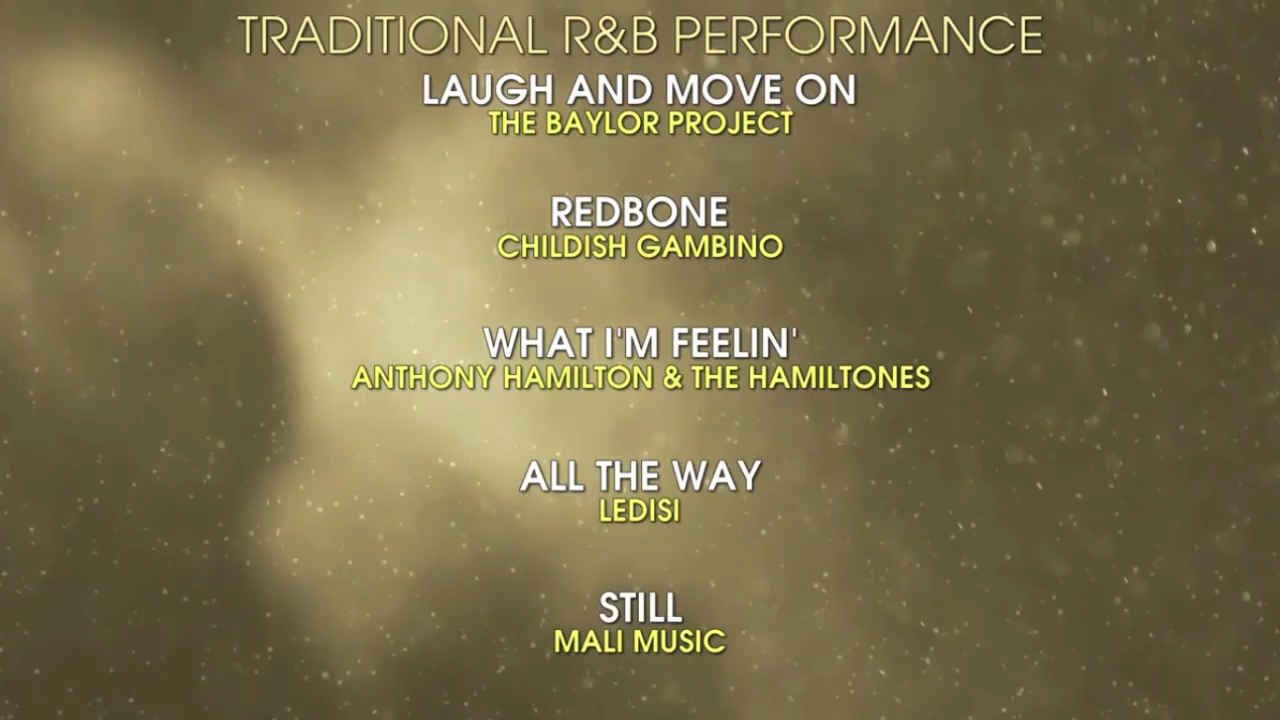 TRADITIONAL R&B PERFORMANCE
LAUGH AND MOVE ON
THE BAYLOR PROJECT
REDBONE
CHILDISH GAMBINO
WHAT I'M FEELIN'
ANTHONY HAMILTON & THE HAMILTONES
ALL THE WAY
LEDISI
STILL
MALI MUSIC